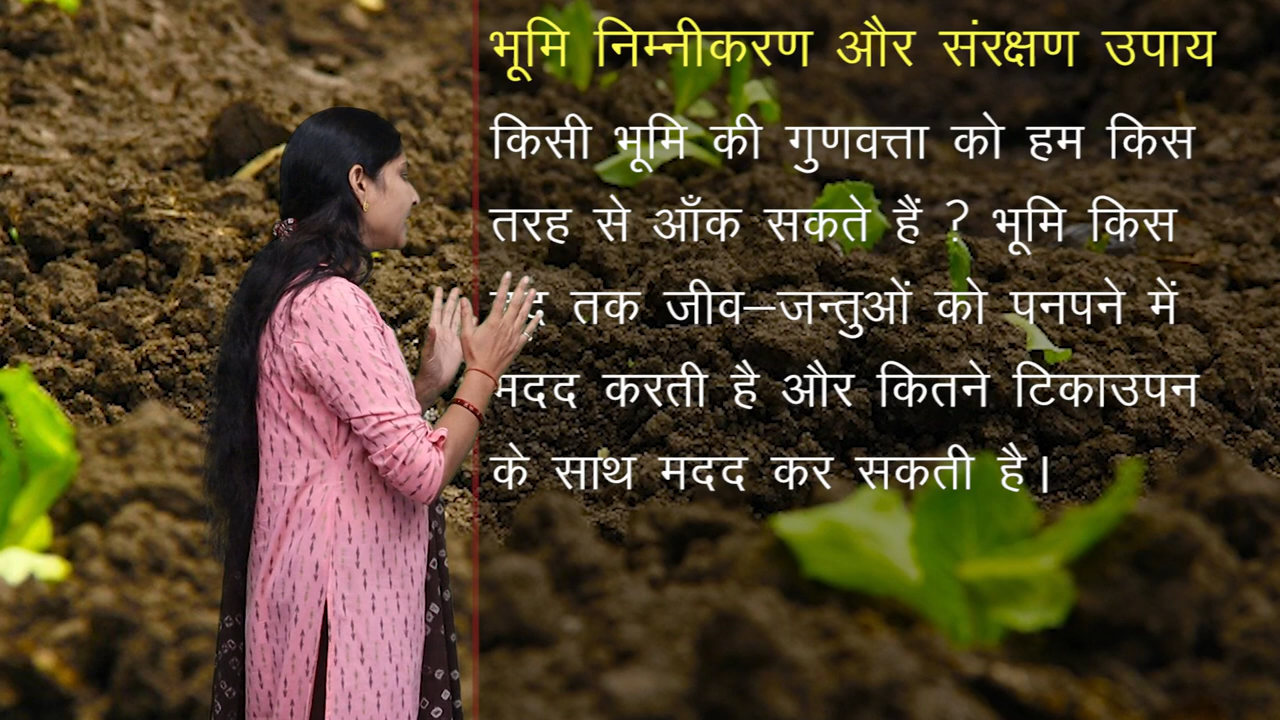 भूमि निम्नीकरण और संरक्षण उपाय
किसी भूमि की गुणवत्ता को हम किस
तरह से आँक सकते हैं ? भूमि किस
तक जीव–जन्तुओं को पनपने में
मदद करती है और कितने टिकाउपन
के साथ मदद कर सकती है।